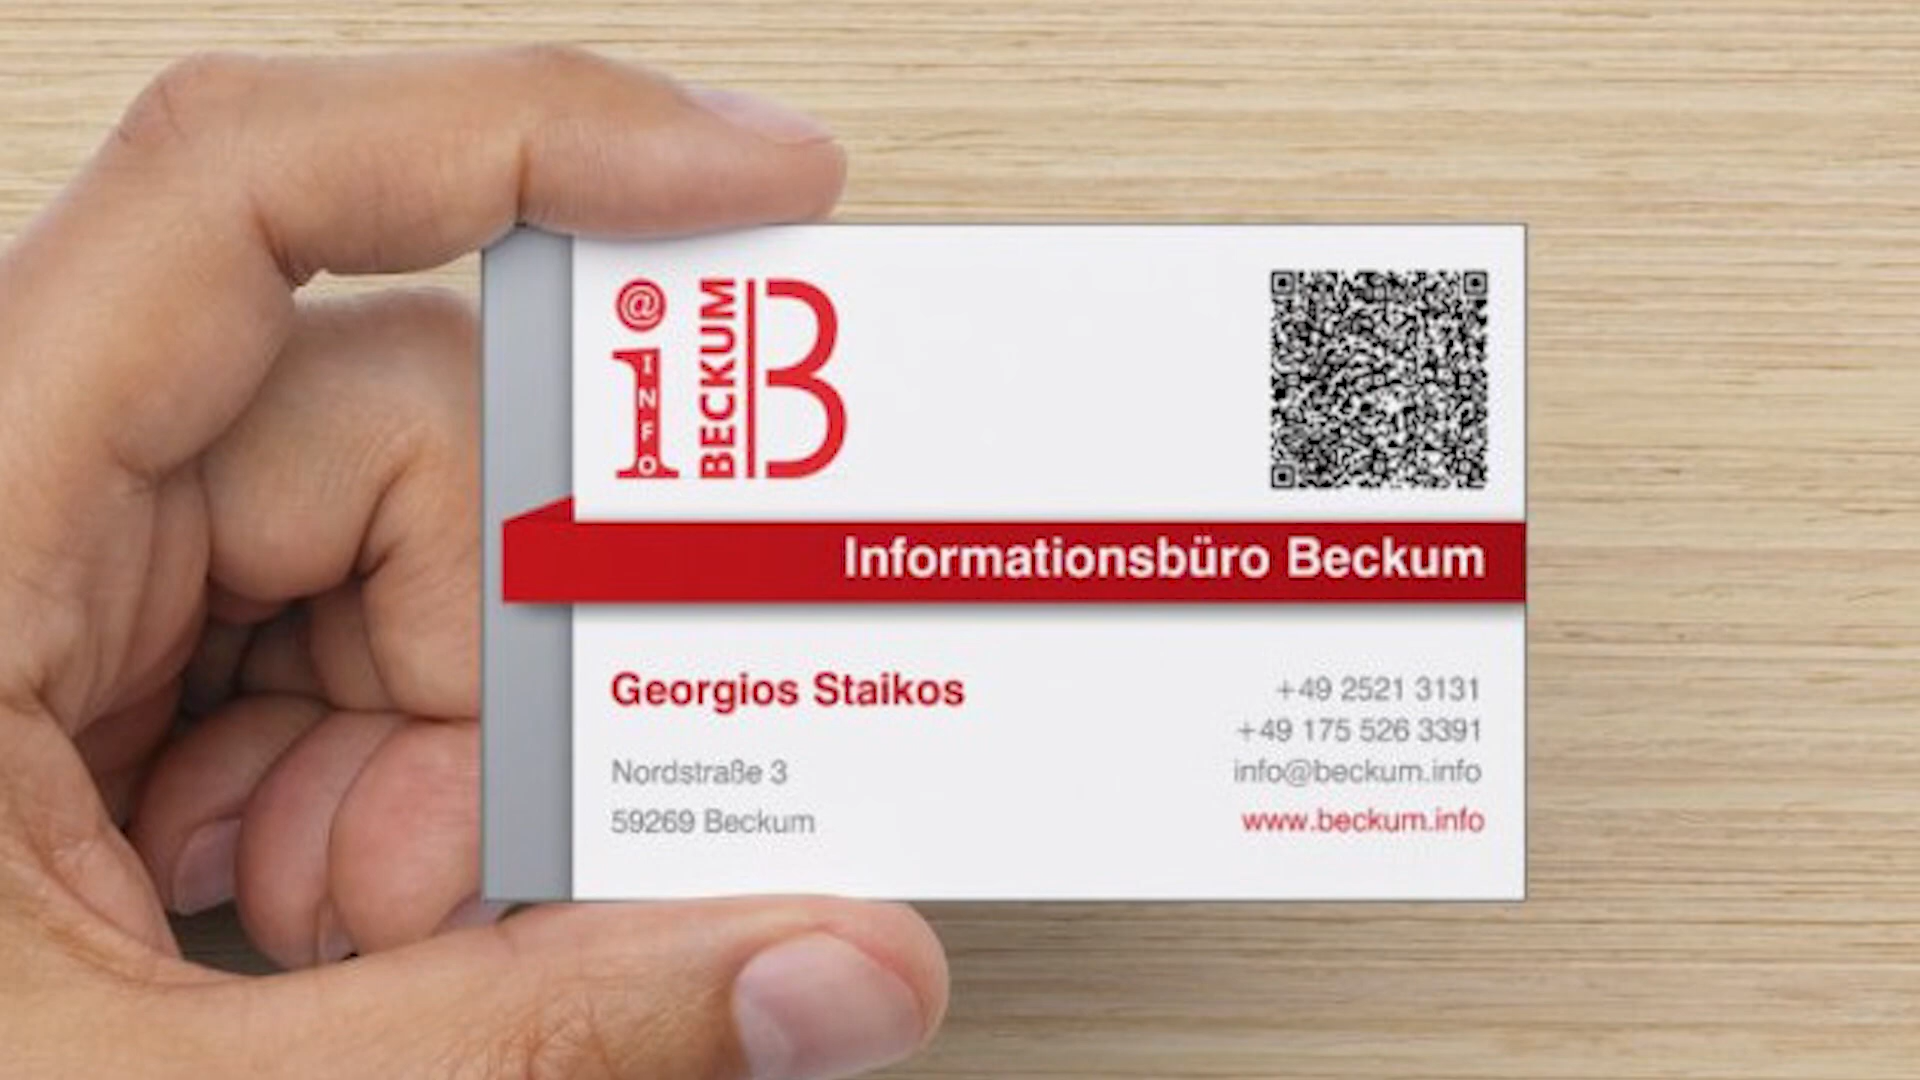 @
INFO
BECKUM
B
Informationsbüro Beckum
Georgios Staikos
Nordstraße 3
59269 Beckum
+49 2521 3131
+49 175 526 3391
info@beckum.info
www.beckum.info